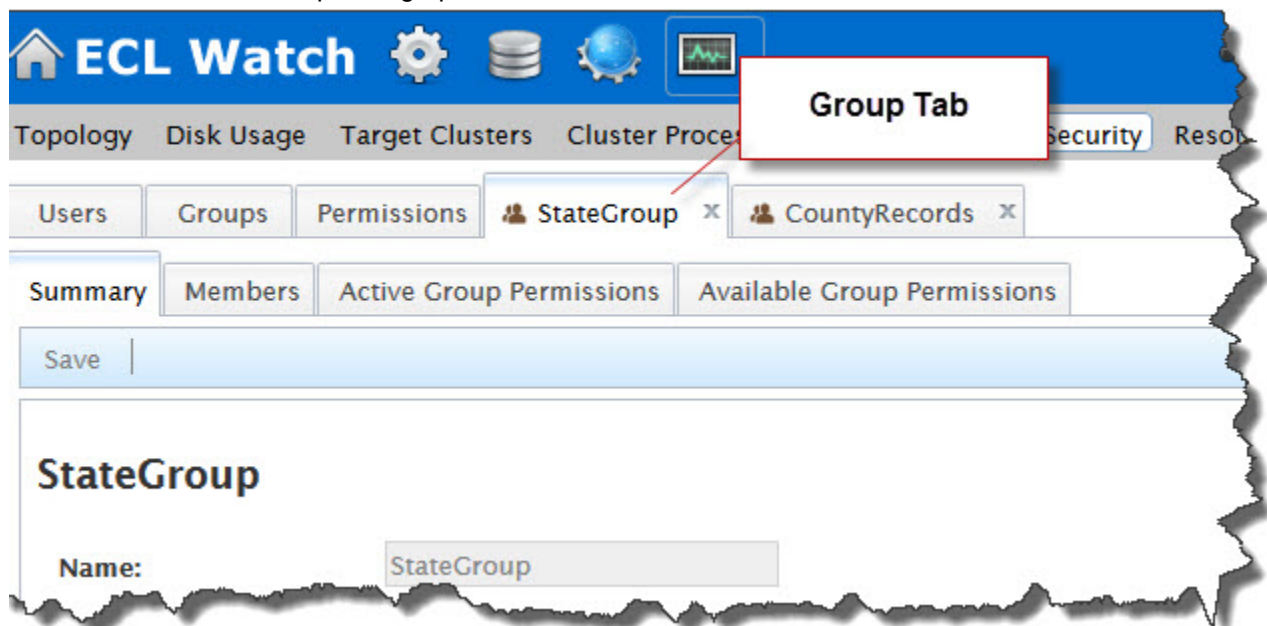 ECL Watch
Group Tab
Topology Disk Usage Target Clusters Cluster Security
Users Groups Permissions StateGroup x CountyRecords x
Summary Members Active Group Permissions Available Group Permissions
Save
StateGroup
Name: StateGroup